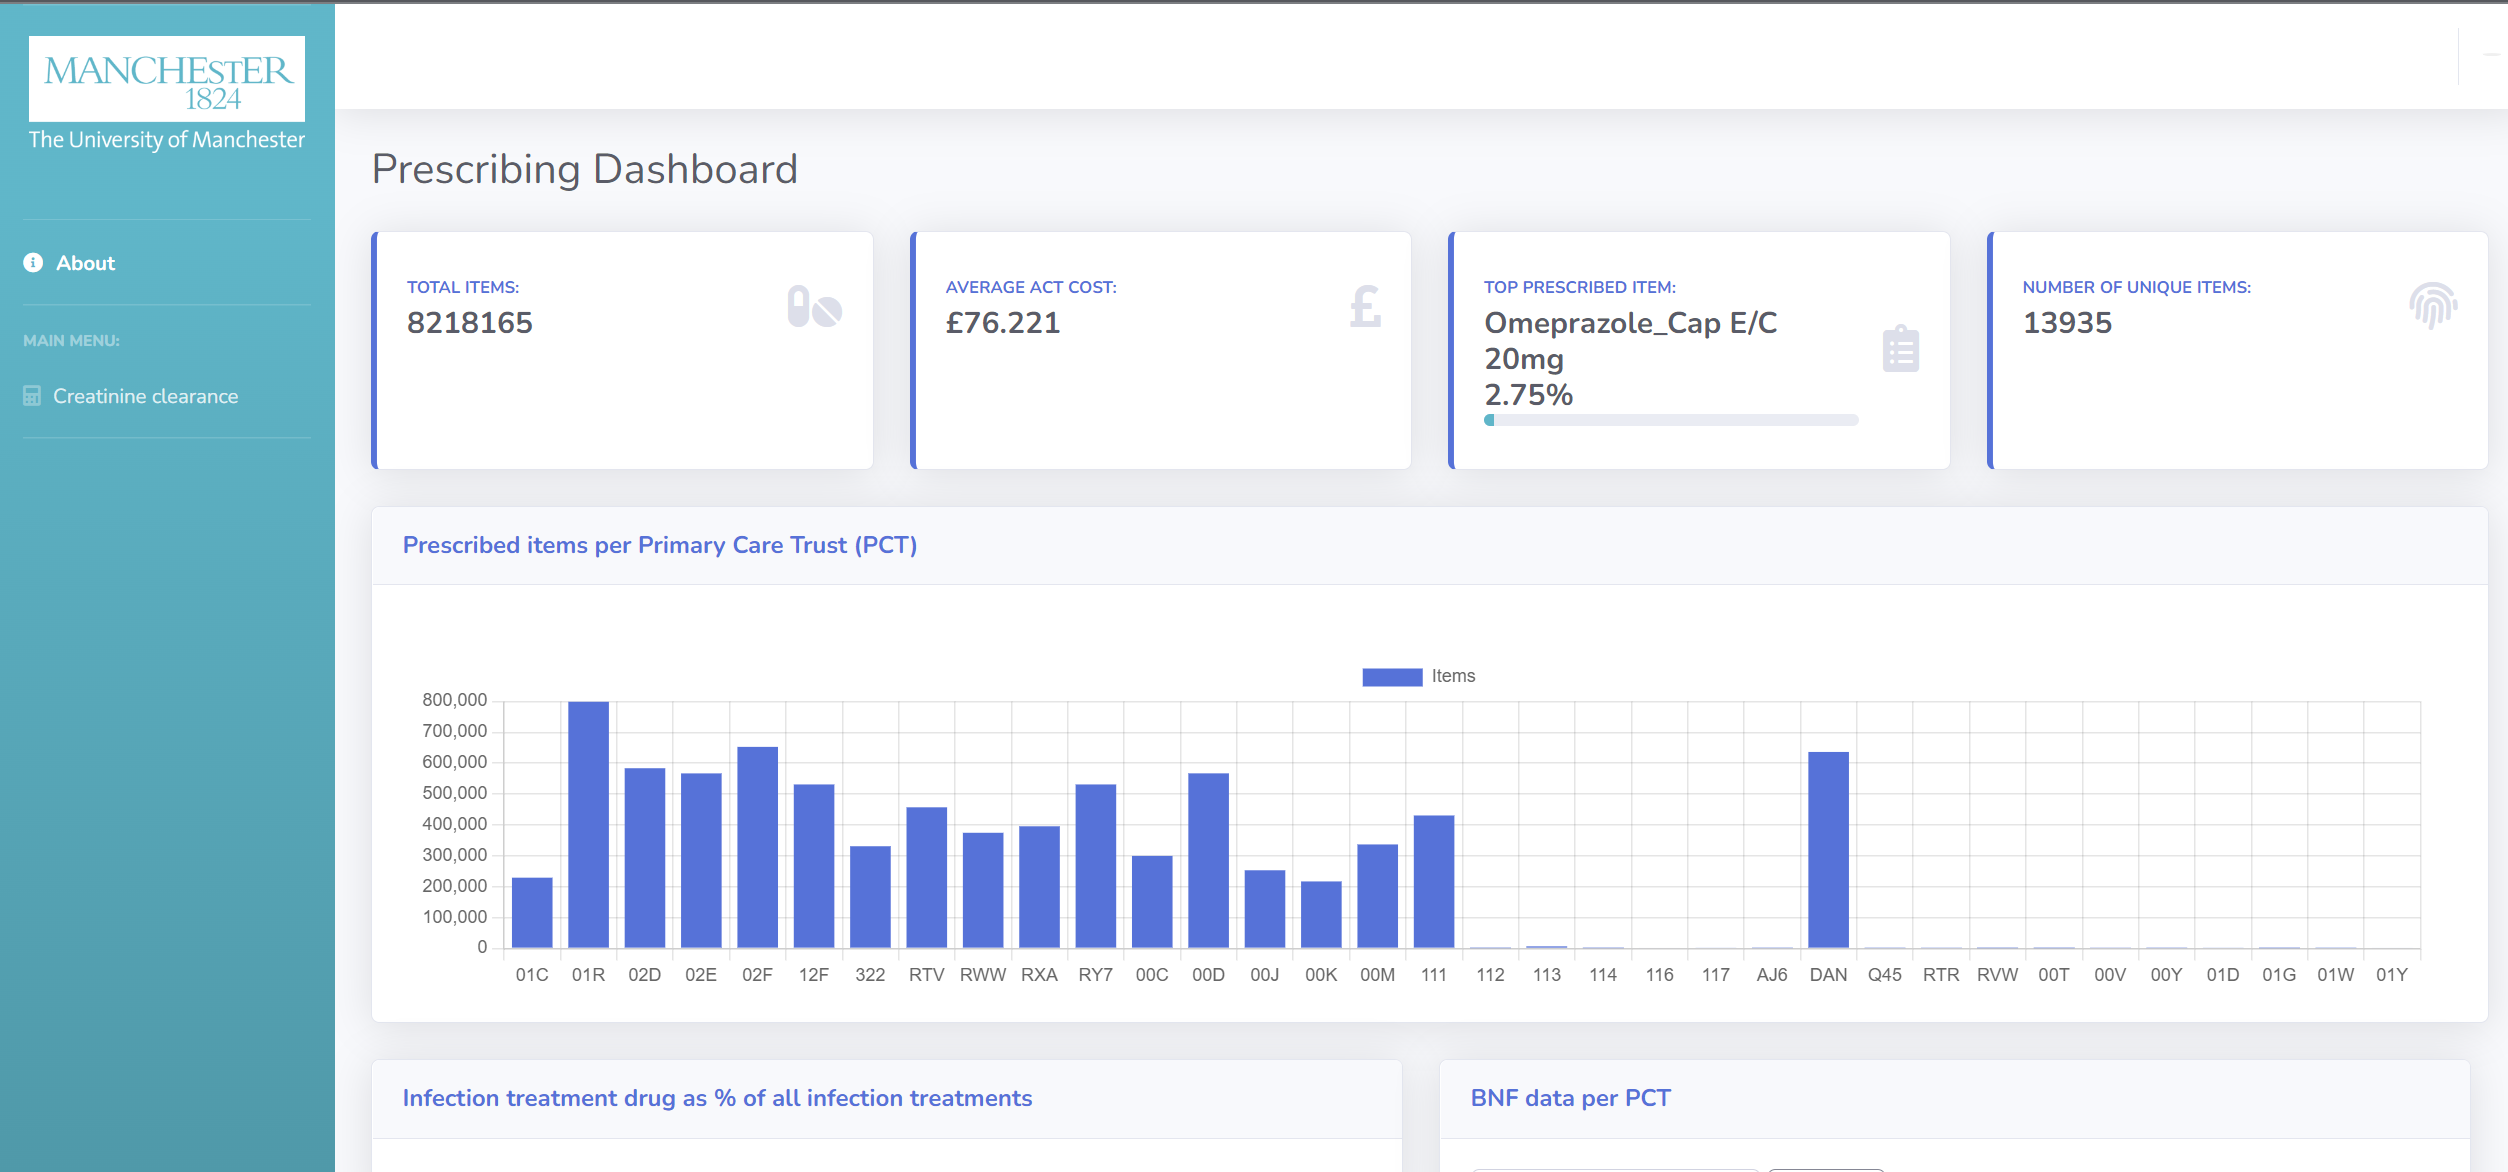 MANCHESTER
1824
The University of Manchester
About
MAIN MENU:
Creatinine clearance
Prescribing Dashboard
TOTAL ITEMS:
8218165
AVERAGE ACT COST:
£76.221
TOP PRESCRIBED ITEM:
Omeprazole_Cap E/C
20mg
2.75%
NUMBER OF UNIQUE ITEMS:
13935
Prescribed items per Primary Care Trust (PCT)
Items
800,000
700,000
600,000
500,000
400,000
300,000
200,000
100,000
0
01C 01R 02D 02E 02F 12F 322 RTV RWW RXA RY7 00C 00D 00J 00K 00M 111 112 113 114 116 117 AJ6 DAN Q45 RTR RVW 00T 00V 00Y 01D 01G 01W 01Y
Infection treatment drug as % of all infection treatments
BNF data per PCT